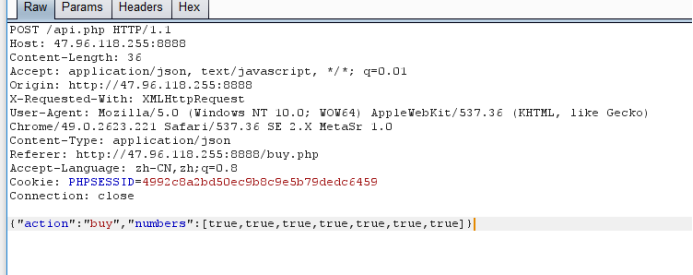 Raw Params Headers Hex
POST /api.php HTTP/1.1
Host: 47.96.118.255:8888
Content-Length: 36
Accept: application/json, text/javascript, */*; q=0.01
Origin: http://47.96.118.255:8888
X-Requested-With: XMLHttpRequest
User-Agent: Mozilla/5.0 (Windows NT 10.0; WOW64) AppleWebKit/537.36 (KHTML, like Gecko)
Chrome/49.0.2623.221 Safari/537.36 SE 2.X MetaSr 1.0
Content-Type: application/json
Referer: http://47.96.118.255:8888/buy.php
Accept-Language: zh-CN,zh;q=0.8
Cookie: PHPSESSID=4992c8a2bd50ec9b8c9e5b79dedc6459
Connection: close
{"action":"buy","numbers":[true,true,true,true,true,true,true]}